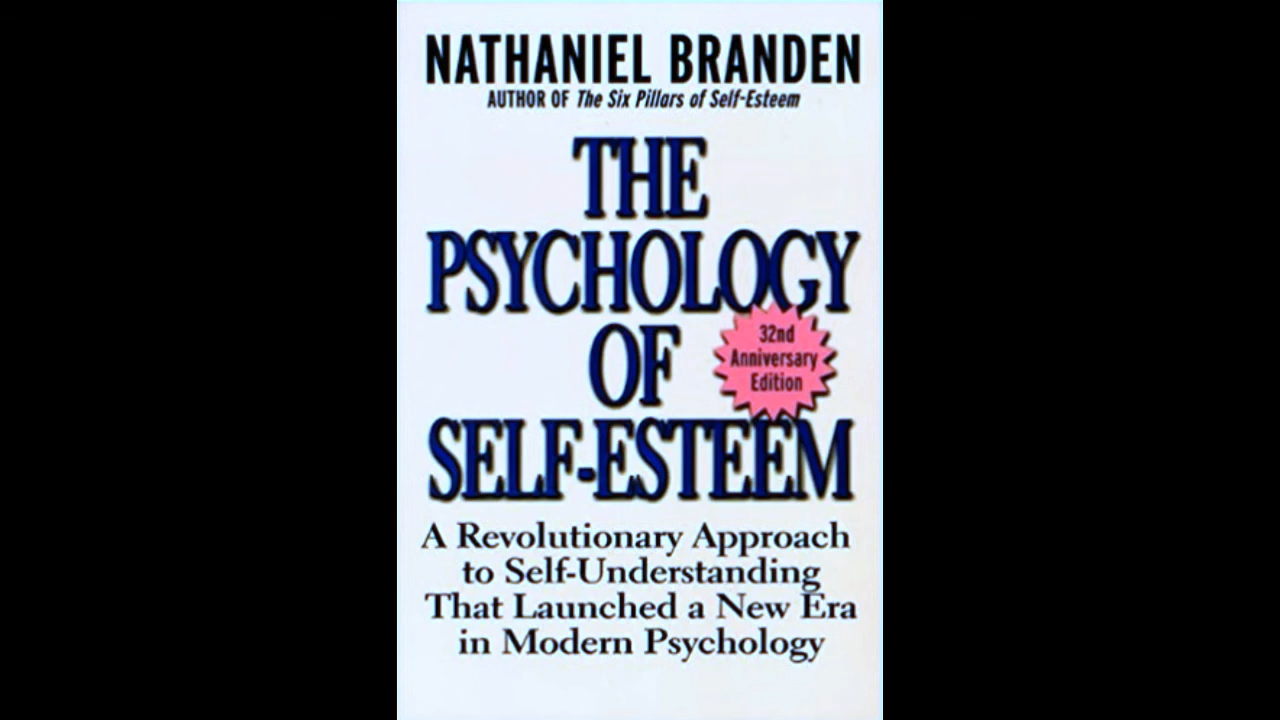 NATHANIEL BRANDEN
AUTHOR OF The Six Pillars of Self-Esteem
THE
PSYCHOLOGY
OF
32nd
Anniversary
Edition
SELF-ESTEEM
A Revolutionary Approach
to Self-Understanding
That Launched a New Era
in Modern Psychology